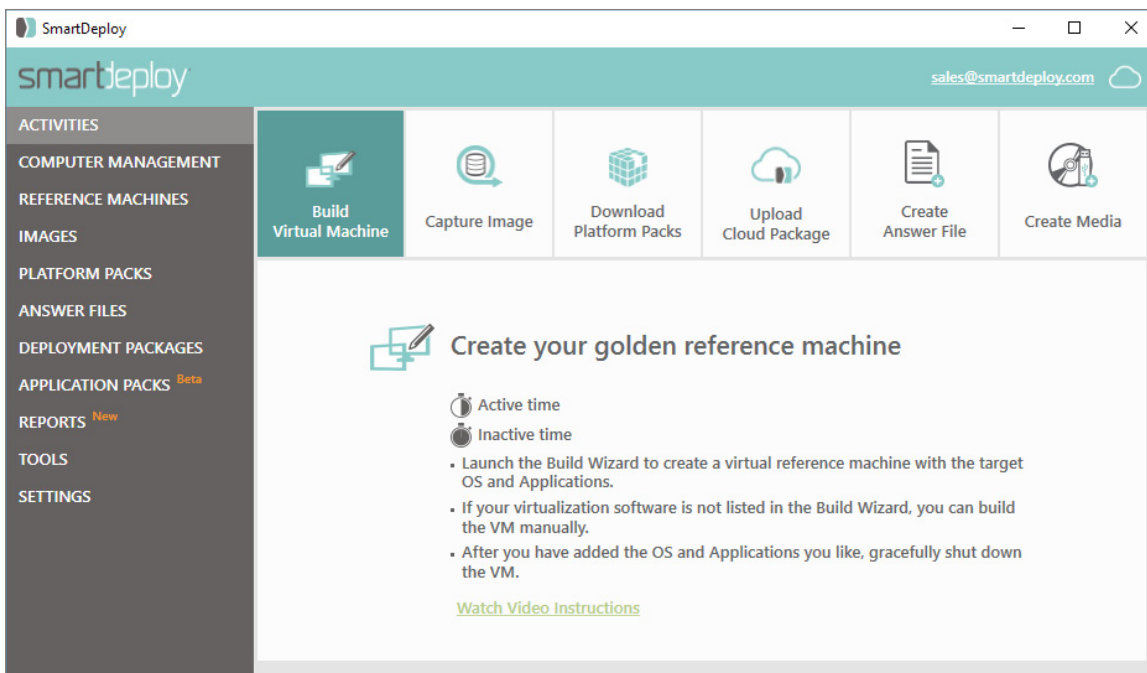 SmartDeploy
smartdeploy
sales@smartdeploy.com
ACTIVITIES
COMPUTER MANAGEMENT
REFERENCE MACHINES
IMAGES
PLATFORM PACKS
ANSWER FILES
DEPLOYMENT PACKAGES
APPLICATION PACKS Beta
REPORTS New
TOOLS
SETTINGS
Build
Virtual Machine
Capture Image
Download
Platform Packs
Upload
Cloud Package
Create
Answer File
Create Media
Create your golden reference machine
Active time
Inactive time
▪ Launch the Build Wizard to create a virtual reference machine with the target
OS and Applications.
▪ If your virtualization software is not listed in the Build Wizard, you can build
the VM manually.
▪ After you have added the OS and Applications you like, gracefully shut down
the VM.
Watch Video Instructions